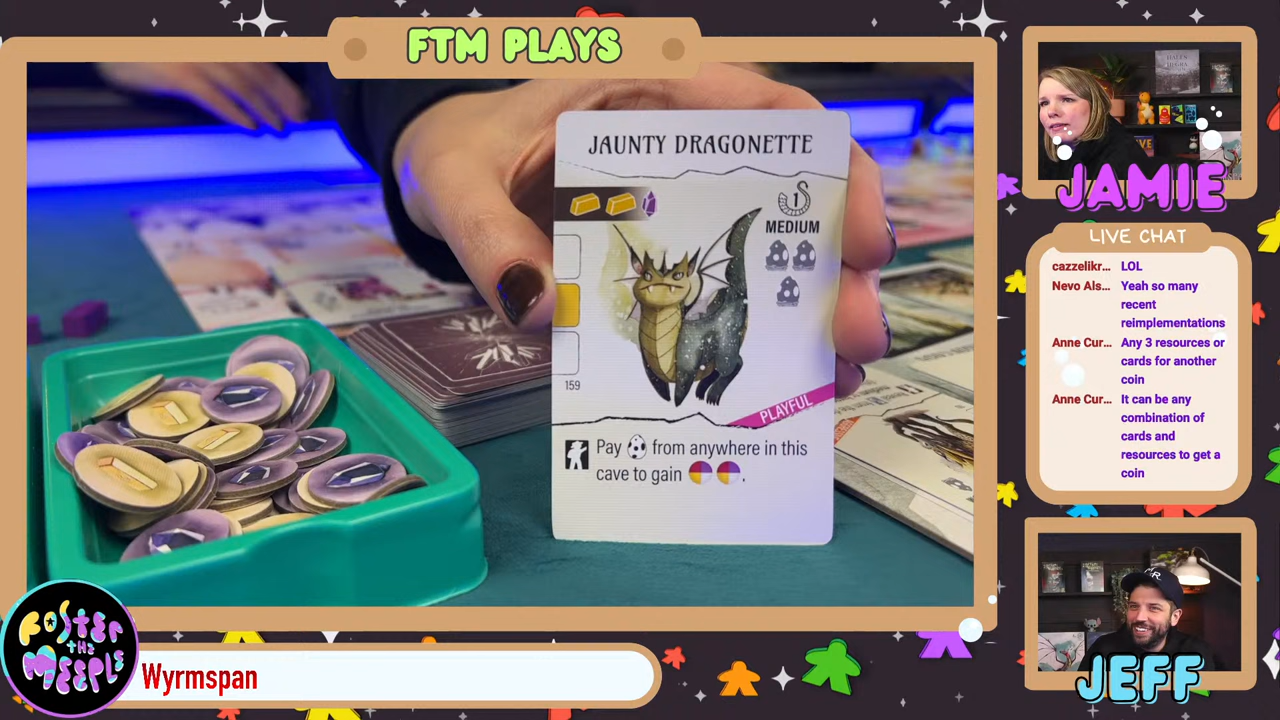 FTM PLAYS
JAUNTY DRAGONETTE
1
MEDIUM
159
PLAYFUL
Pay from anywhere in this
cave to gain .
JAMIE
LIVE CHAT
cazzelikr... LOL
Nevo Als... Yeah so many
recent
reimplementations
Anne Cur... Any 3 resources or
cards for another
coin
Anne Cur... It can be any
combination of
cards and
resources to get a
coin
JEFF
FOSTER
THE
MEEPLE
Wyrmspan